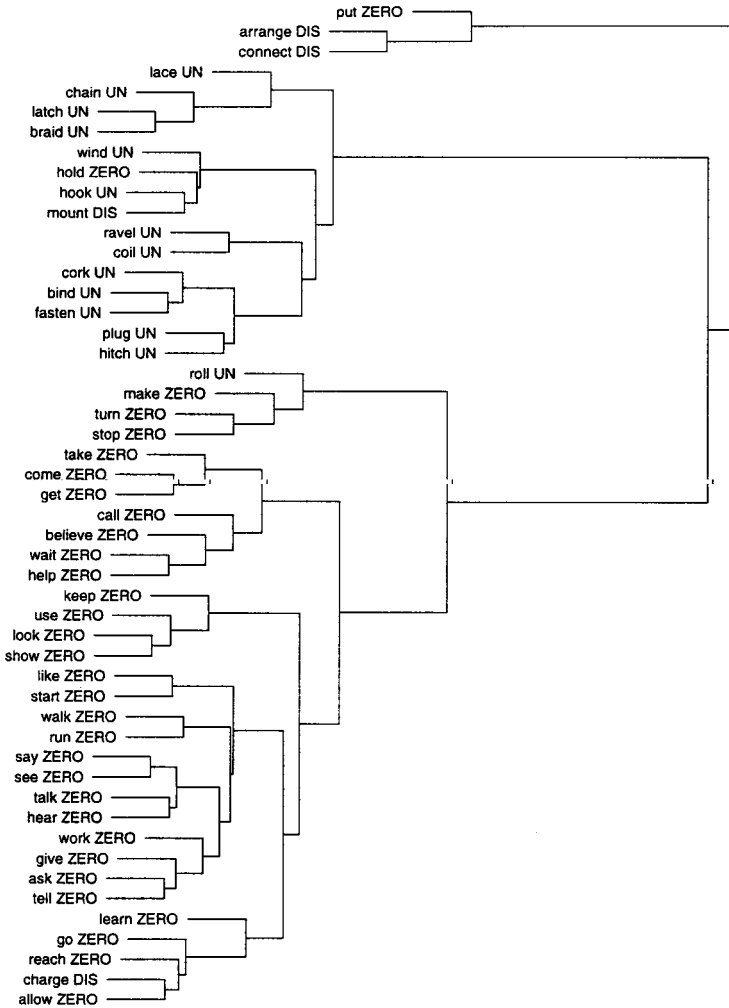 put ZERO
arrange DIS
connect DIS
lace UN
chain UN
latch UN
braid UN
wind UN
hold ZERO
hook UN
mount DIS
ravel UN
coil UN
cork UN
bind UN
fasten UN
plug UN
hitch UN
roll UN
make ZERO
turn ZERO
stop ZERO
take ZERO
come ZERO
get ZERO
call ZERO
believe ZERO
wait ZERO
help ZERO
keep ZERO
use ZERO
look ZERO
show ZERO
like ZERO
start ZERO
walk ZERO
run ZERO
say ZERO
see ZERO
talk ZERO
hear ZERO
work ZERO
give ZERO
ask ZERO
tell ZERO
learn ZERO
go ZERO
reach ZERO
charge DIS
allow ZERO